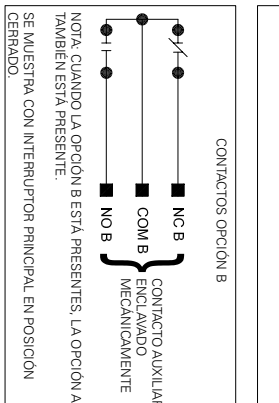 CONTACTOS OPCIÓN B
NC B
COM B
NO B
CONTACTO AUXILIAR
ENCLAVADO
MECÁNICAMENTE
NOTA: CUANDO LA OPCIÓN B ESTÁ PRESENTES, LA OPCIÓN A
TAMBIÉN ESTÁ PRESENTE.
SE MUESTRA CON INTERRUPTOR PRINCIPAL EN POSICIÓN
CERRADO.